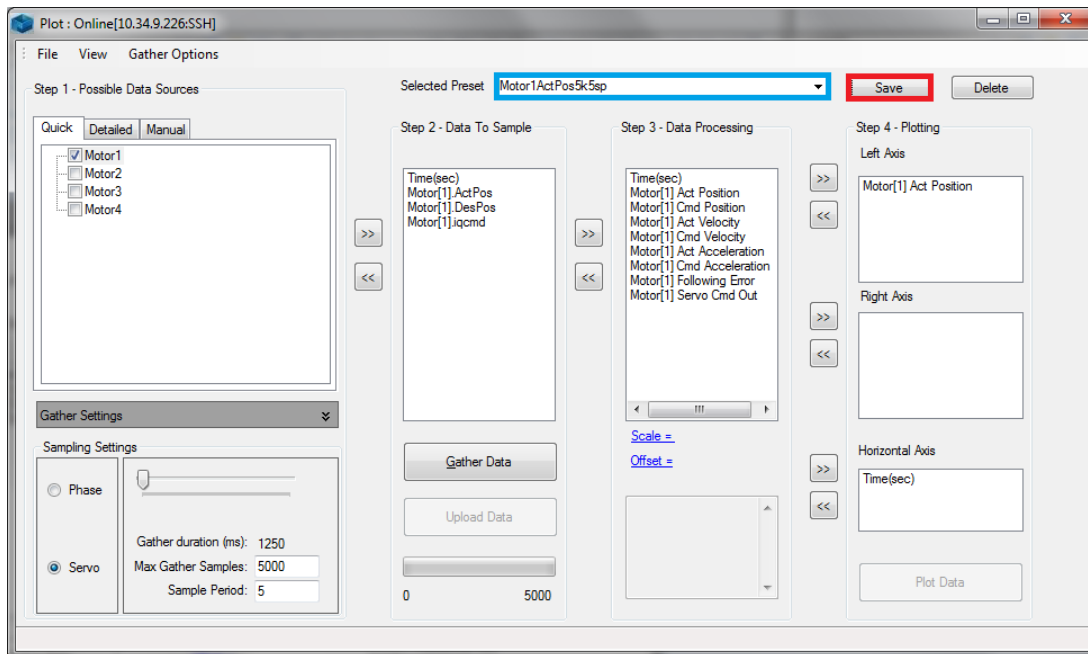 Plot : Online[10.34.9.226:SSH]
File View Gather Options
Step 1 - Possible Data Sources
Selected Preset Motor1ActPos5k5sp Save Delete
Quick Detailed Manual
Motor1
Motor2
Motor3
Motor4
Gather Settings
Sampling Settings
Phase
Servo
Gather duration (ms): 1250
Max Gather Samples: 5000
Sample Period: 5
>>
<<
Step 2 - Data To Sample
Time(sec)
Motor[1].ActPos
Motor[1].DesPos
Motor[1].iqcmd
Gather Data
Upload Data
0 5000
>>
<<
Step 3 - Data Processing
Time(sec)
Motor[1] Act Position
Motor[1] Cmd Position
Motor[1] Act Velocity
Motor[1] Cmd Velocity
Motor[1] Act Acceleration
Motor[1] Cmd Acceleration
Motor[1] Following Error
Motor[1] Servo Cmd Out
Scale =
Offset =
>>
<<
>>
<<
>>
<<
Step 4 - Plotting
Left Axis
Motor[1] Act Position
Right Axis
Horizontal Axis
Time(sec)
Plot Data